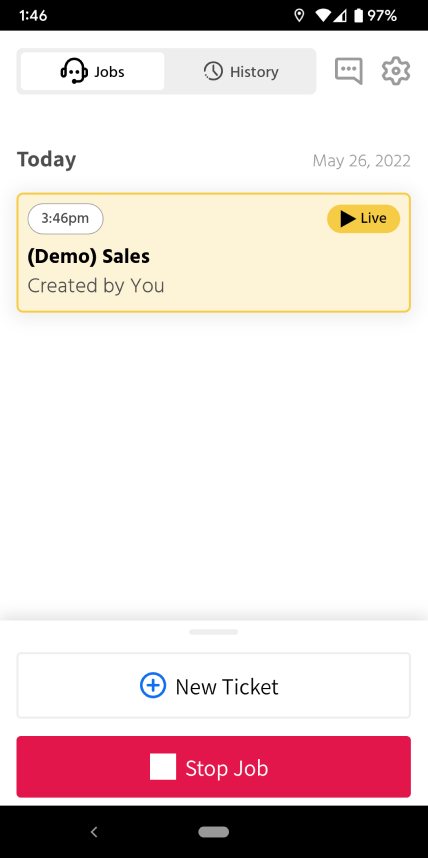 1:46 97%
Jobs History
Today May 26, 2022
3:46pm Live
(Demo) Sales
Created by You
New Ticket
Stop Job